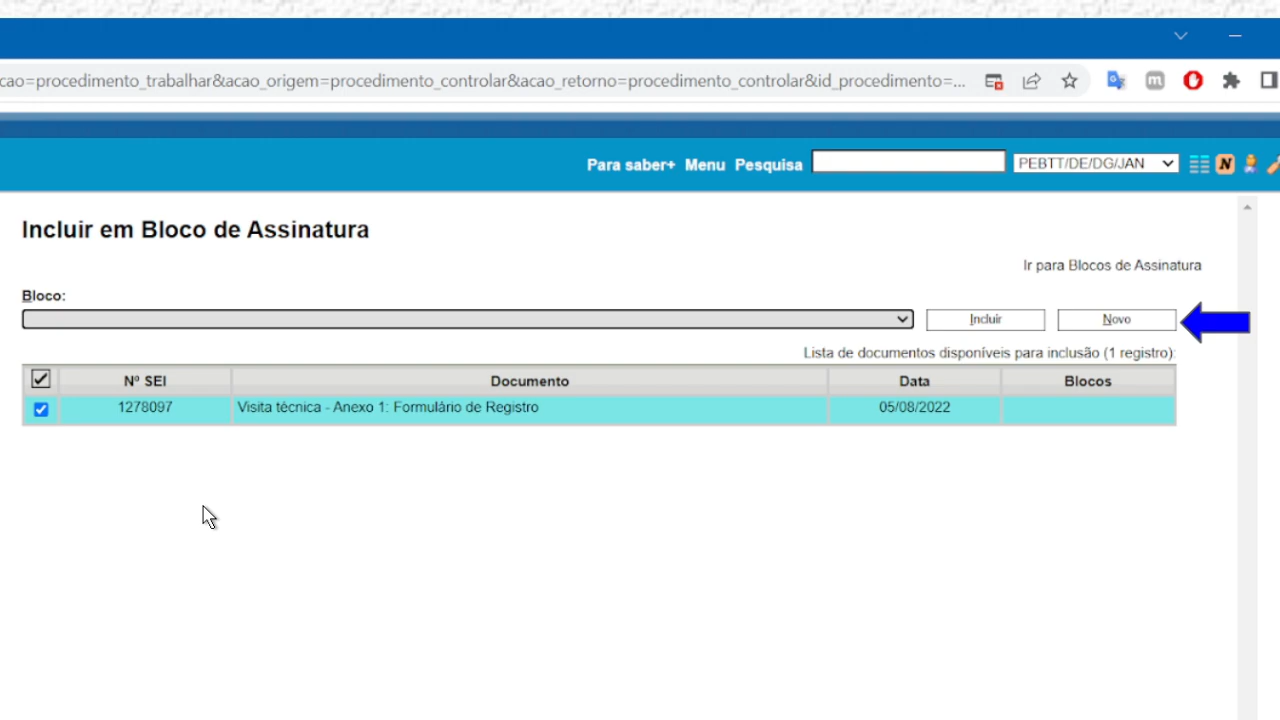 cao=procedimento_trabalhar&acao_origem=procedimento_controlar&acao_retorno=procedimento_controlar&id_procedimento=...
Para saber+ Menu Pesquisa PEBTT/DE/DG/JAN N
Incluir em Bloco de Assinatura
Ir para Blocos de Assinatura
Bloco:
Incluir Novo
Lista de documentos disponíveis para inclusão (1 registro):
Nº SEI Documento Data Blocos
1278097 Visita técnica - Anexo 1: Formulário de Registro 05/08/2022